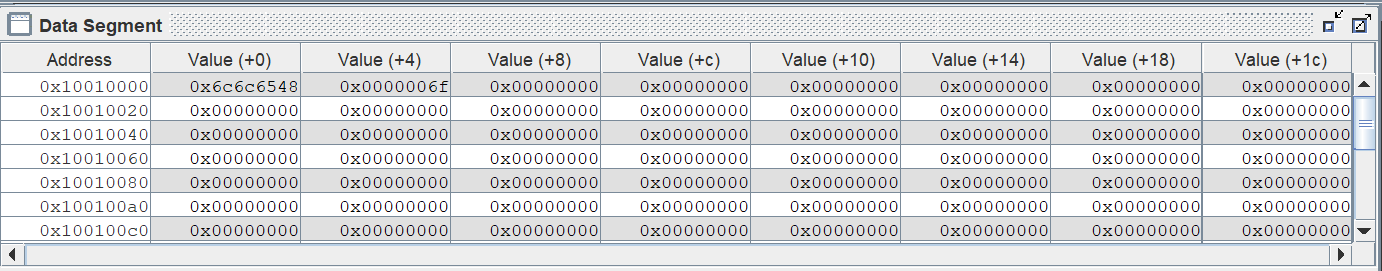 Data Segment
Address Value (+0) Value (+4) Value (+8) Value (+c) Value (+10) Value (+14) Value (+18) Value (+1c)
0x10010000 0x6c6c6548 0x0000006f 0x00000000 0x00000000 0x00000000 0x00000000 0x00000000 0x00000000
0x10010020 0x00000000 0x00000000 0x00000000 0x00000000 0x00000000 0x00000000 0x00000000 0x00000000
0x10010040 0x00000000 0x00000000 0x00000000 0x00000000 0x00000000 0x00000000 0x00000000 0x00000000
0x10010060 0x00000000 0x00000000 0x00000000 0x00000000 0x00000000 0x00000000 0x00000000 0x00000000
0x10010080 0x00000000 0x00000000 0x00000000 0x00000000 0x00000000 0x00000000 0x00000000 0x00000000
0x100100a0 0x00000000 0x00000000 0x00000000 0x00000000 0x00000000 0x00000000 0x00000000 0x00000000
0x100100c0 0x00000000 0x00000000 0x00000000 0x00000000 0x00000000 0x00000000 0x00000000 0x00000000